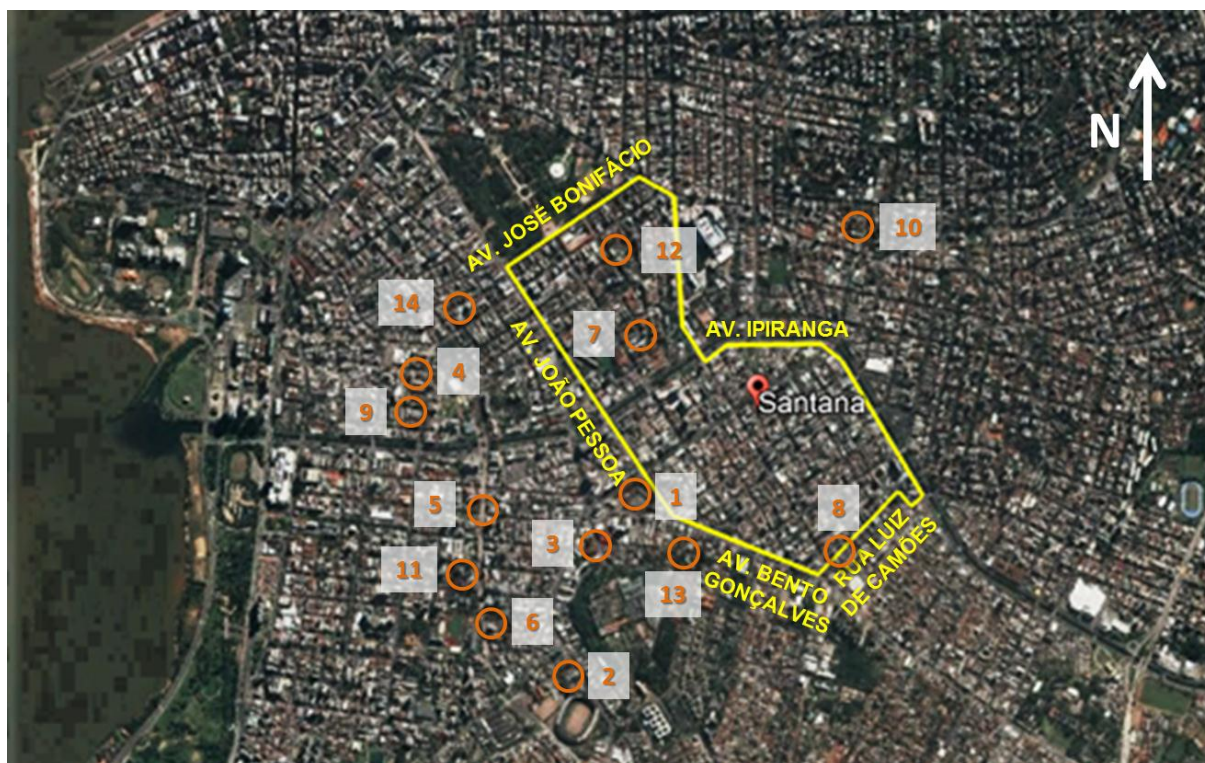 N
AV. JOSÉ BONIFÁCIO
10
12
14
7
AV. IPIRANGA
AV. JOÃO PESSOA
4
Santana
9
1
5
8
3
RUA LUIZ
DE CAMÕES
11
AV. BENTO
GONÇALVES
13
6
2